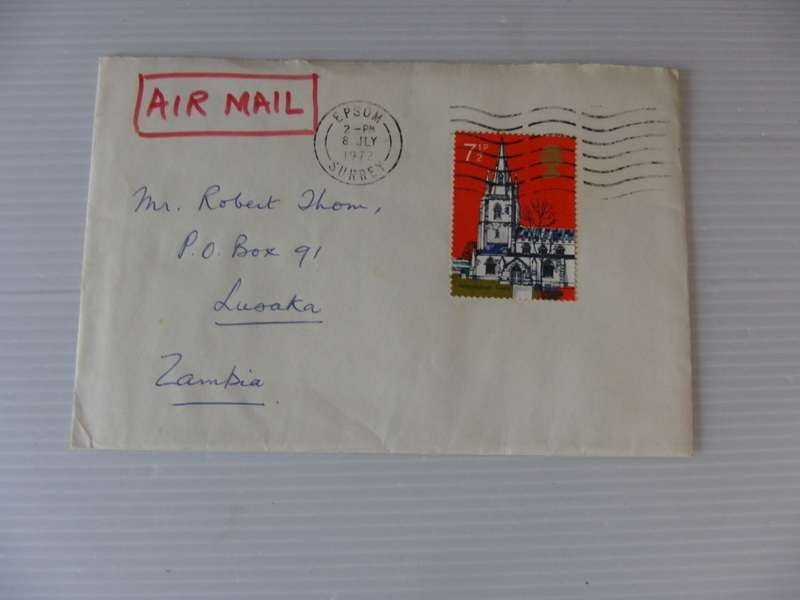 AIR MAIL
EPSOM
2-PM
8 JLY
1972
SURREY
7½P
Mr. Robert Thom,
P.O. Box 91
Lusaka
Zambia